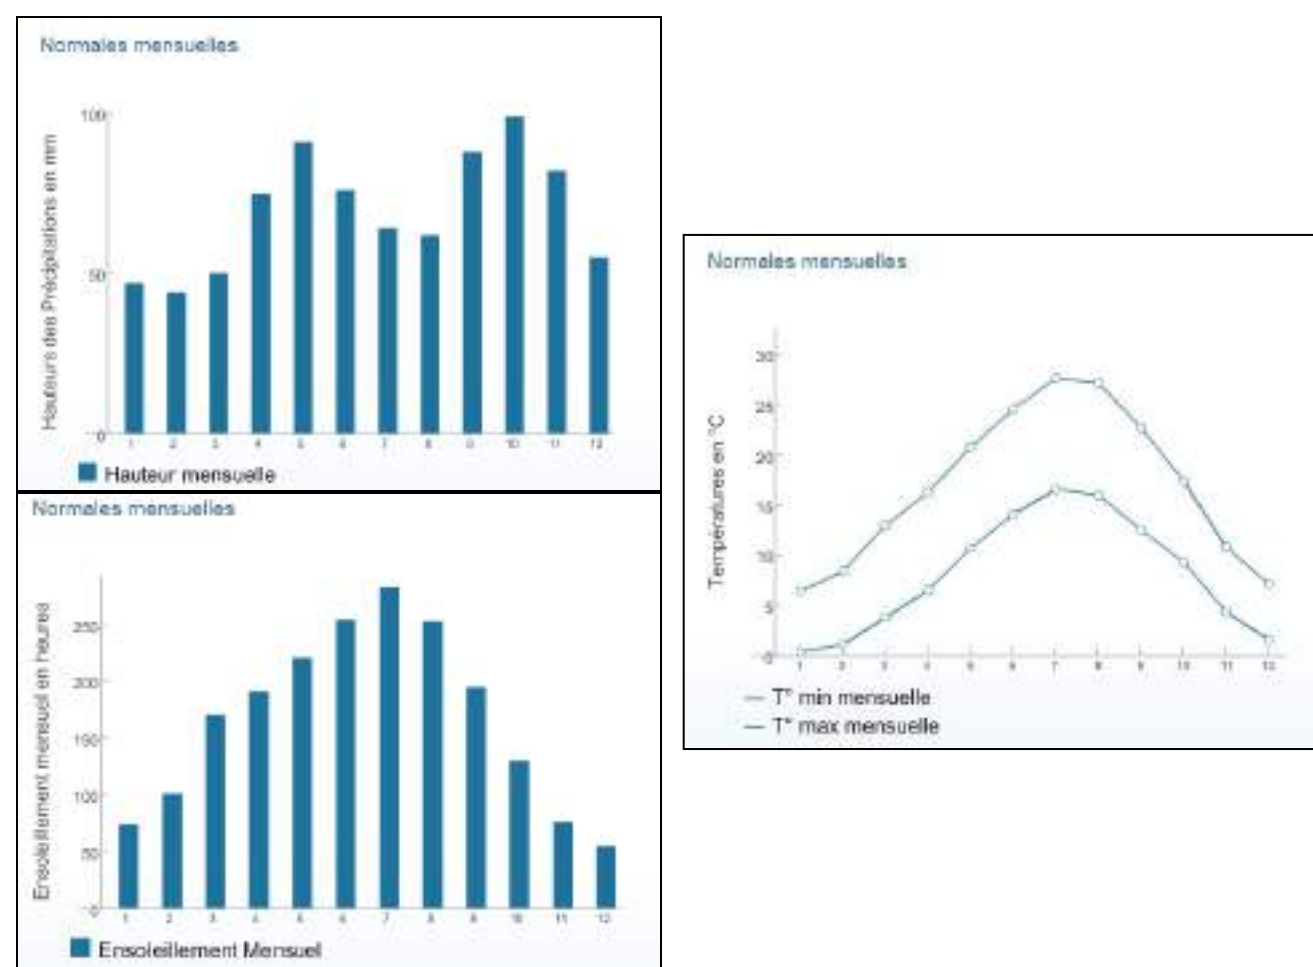 Normales mensuelles
Hauteurs des Précipitations en mm
100
50
0
1 2 3 4 5 6 7 8 9 10 11 12
Hauteur mensuelle
Normales mensuelles
Ensoleillement mensuel en heures
250
200
150
100
50
0
1 2 3 4 5 6 7 8 9 10 11 12
Ensoleillement Mensuel
Normales mensuelles
Températures en °C
30
25
20
15
10
5
0
1 2 3 4 5 6 7 8 9 10 11 12
T° min mensuelle
T° max mensuelle